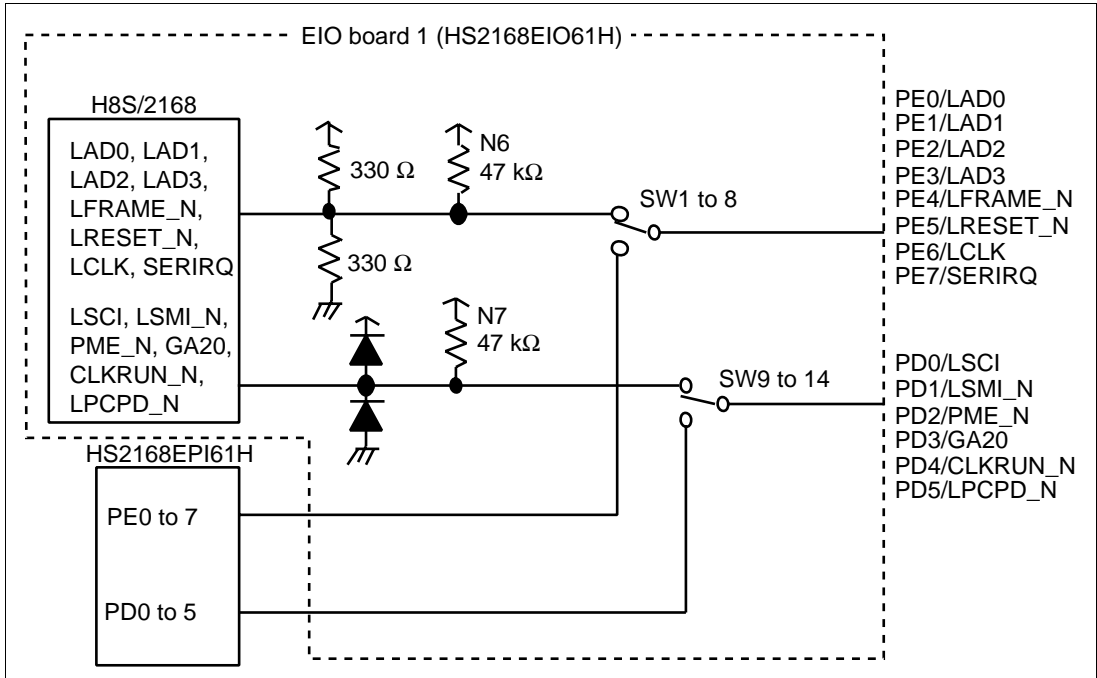 EIO board 1 (HS2168EIO61H)
H8S/2168
LAD0, LAD1,
LAD2, LAD3,
LFRAME_N,
LRESET_N,
LCLK, SERIRQ
LSCI, LSMI_N,
PME_N, GA20,
CLKRUN_N,
LPCPD_N
330 Ω
330 Ω
N6
47 kΩ
N7
47 kΩ
SW1 to 8
SW9 to 14
PE0/LAD0
PE1/LAD1
PE2/LAD2
PE3/LAD3
PE4/LFRAME_N
PE5/LRESET_N
PE6/LCLK
PE7/SERIRQ
PD0/LSCI
PD1/LSMI_N
PD2/PME_N
PD3/GA20
PD4/CLKRUN_N
PD5/LPCPD_N
HS2168EPI61H
PE0 to 7
PD0 to 5